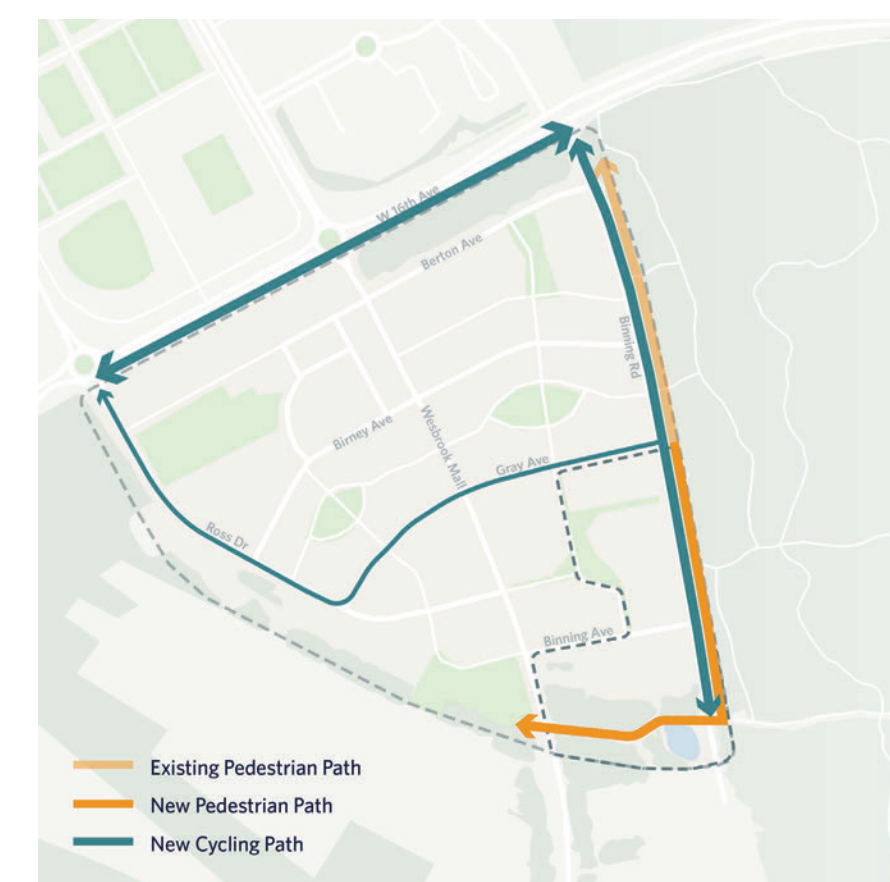 W 16th Ave
Berton Ave
Binning Rd
Birney Ave
Wesbrook Mall
Gray Ave
Ross Dr
Binning Ave
Existing Pedestrian Path
New Pedestrian Path
New Cycling Path